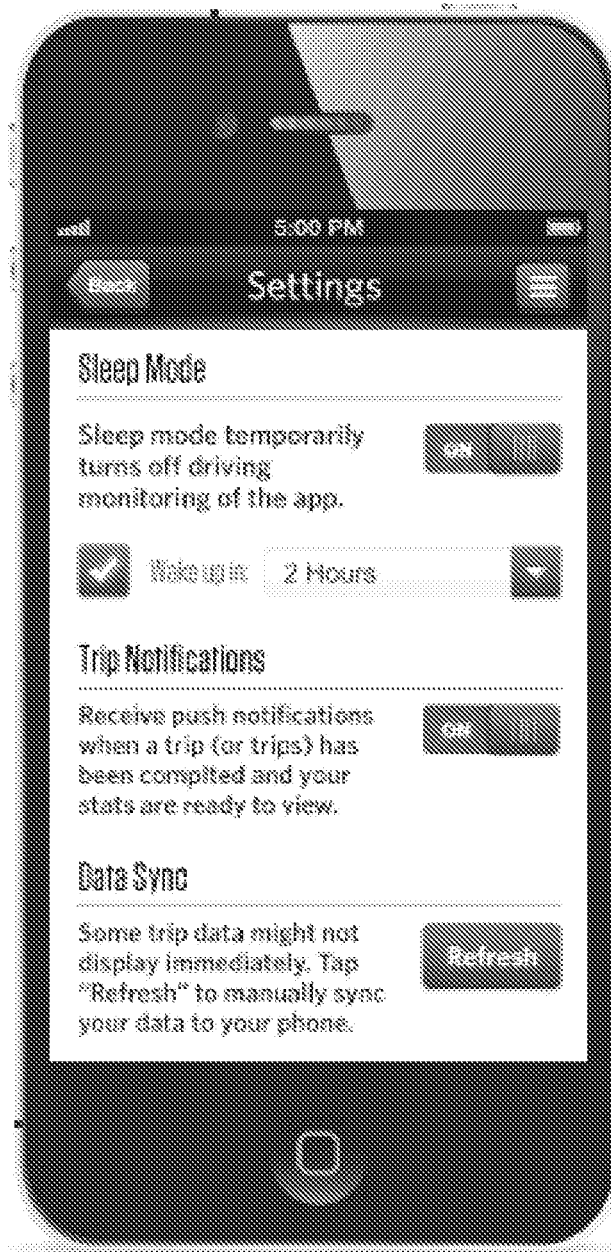 5:00 PM
Back
Settings
Sleep Mode
Sleep mode temporarily
turns off driving
monitoring of the app.
ON
Wake up in:
2 Hours
Trip Notifications
Receive push notifications
when a trip (or trips) has
been complted and your
stats are ready to view.
ON
Data Sync
Some trip data might not
display immediately. Tap
"Refresh" to manually sync
your data to your phone.
Refresh